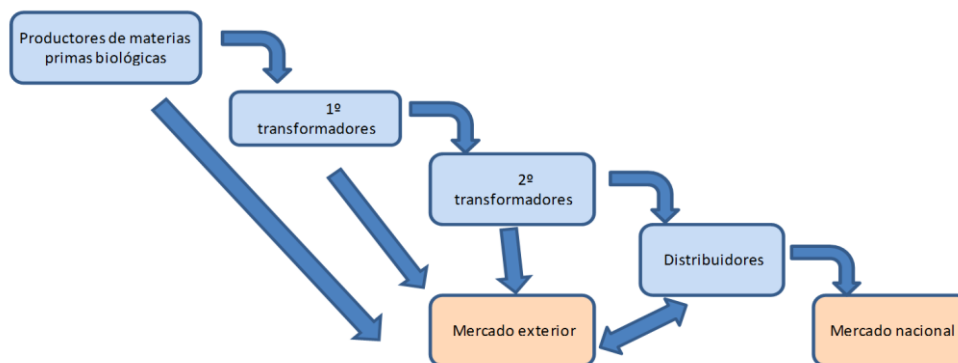 Productores de materias
primas biológicas
1º
transformadores
2º
transformadores
Distribuidores
Mercado exterior
Mercado nacional